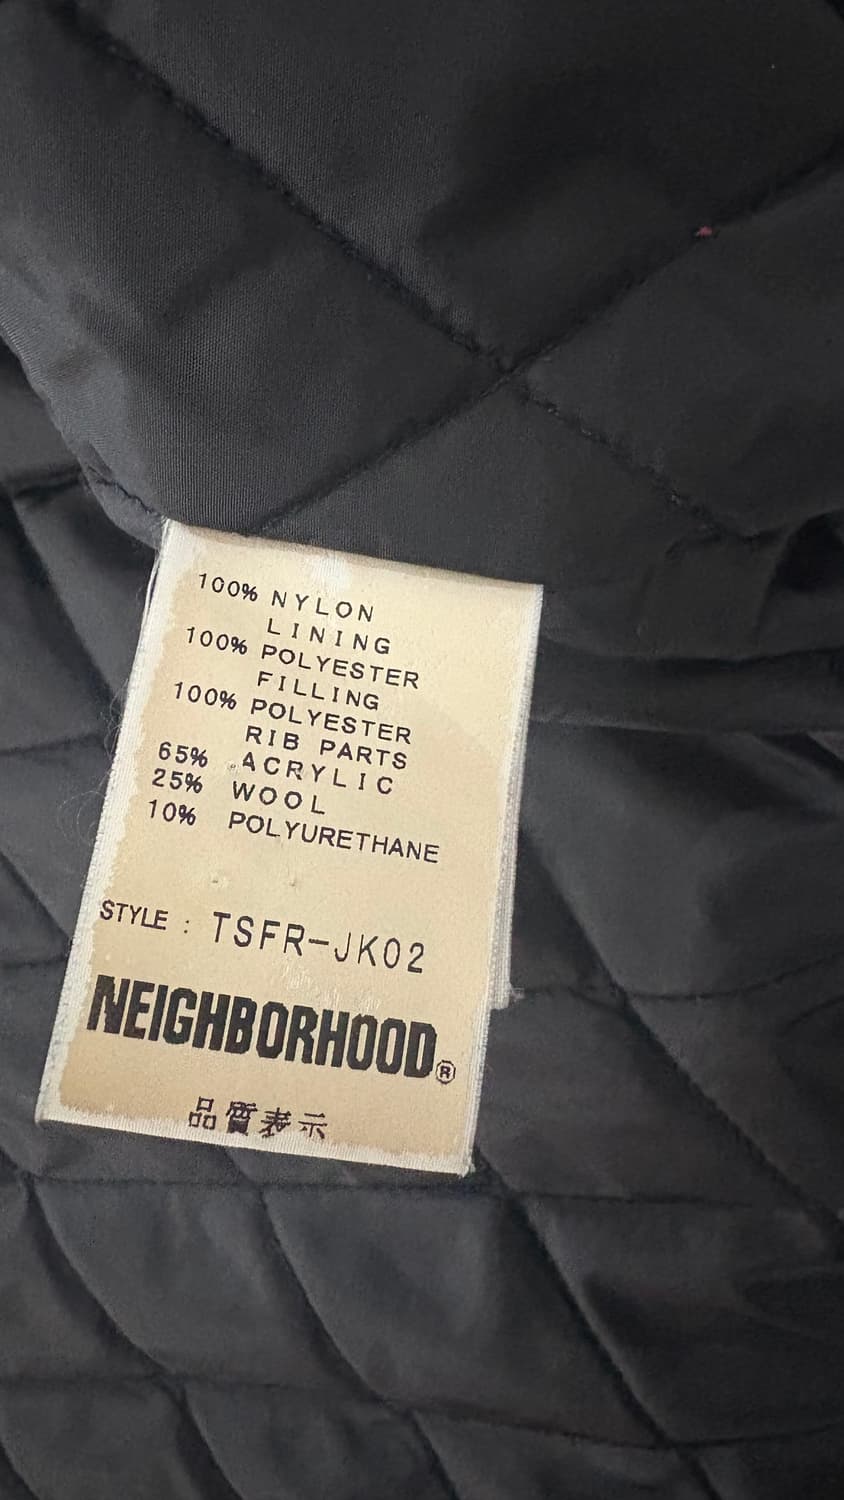 100% NYLON
LINING
100% POLYESTER
FILLING
100% POLYESTER
RIB PARTS
65% ACRYLIC
25% WOOL
10% POLYURETHANE
STYLE : TSFR-JK02
NEIGHBORHOOD®
品質表示